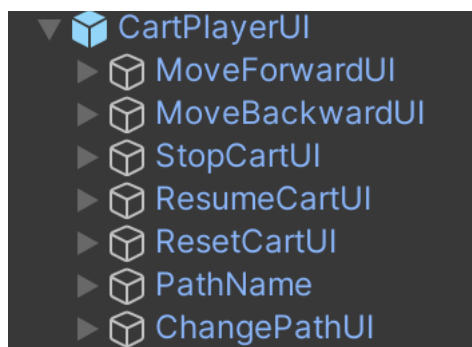 CartPlayerUI
MoveForwardUI
MoveBackwardUI
StopCartUI
ResumeCartUI
ResetCartUI
PathName
ChangePathUI